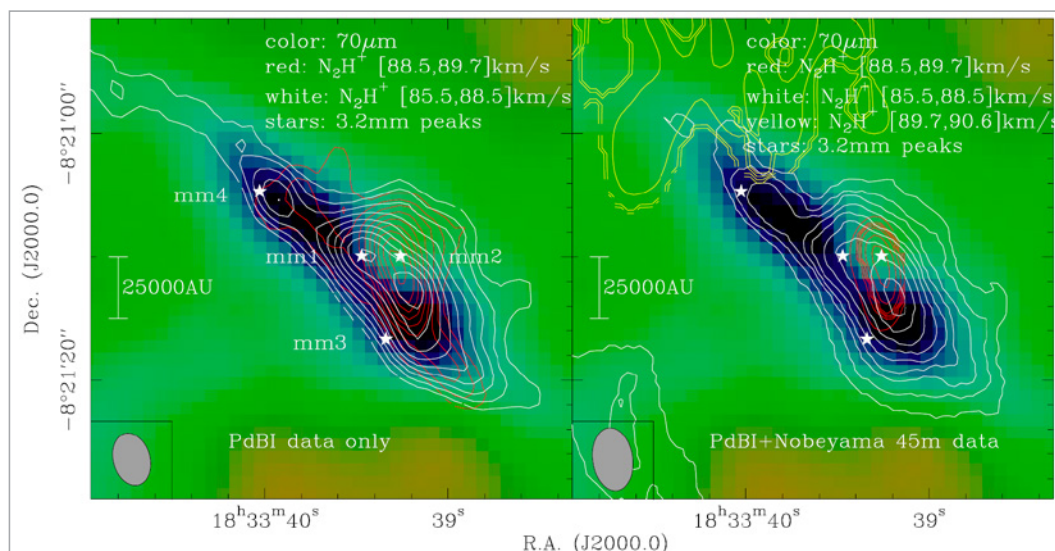 color: 70μm
red: N₂H⁺ [88.5,89.7]km/s
white: N₂H⁺ [85.5,88.5]km/s
stars: 3.2mm peaks
mm4
mm1
mm2
mm3
25000AU
PdBI data only
color: 70μm
red: N₂H⁺ [88.5,89.7]km/s
white: N₂H⁺ [85.5,88.5]km/s
yellow: N₂H⁺ [89.7,90.6]km/s
stars: 3.2mm peaks
25000AU
PdBI+Nobeyama 45m data
Dec. (J2000.0)
-8°21'00''
-8°21'20''
18ʰ33ᵐ40ˢ
39ˢ
18ʰ33ᵐ40ˢ
39ˢ
R.A. (J2000.0)